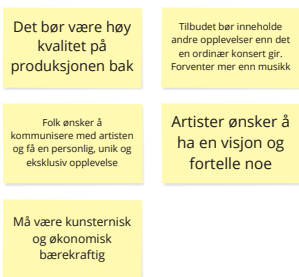 Det bør være høy
kvalitet på
produksjonen bak
Tilbudet bør inneholde
andre opplevelser enn det
en ordinær konsert gir.
Forventer mer enn musikk
Folk ønsker å
kommunisere med artisten
og få en personlig, unik og
eksklusiv opplevelse
Artister ønsker å
ha en visjon og
fortelle noe
Må være kunsternisk
og økonomisk
bærekraftig